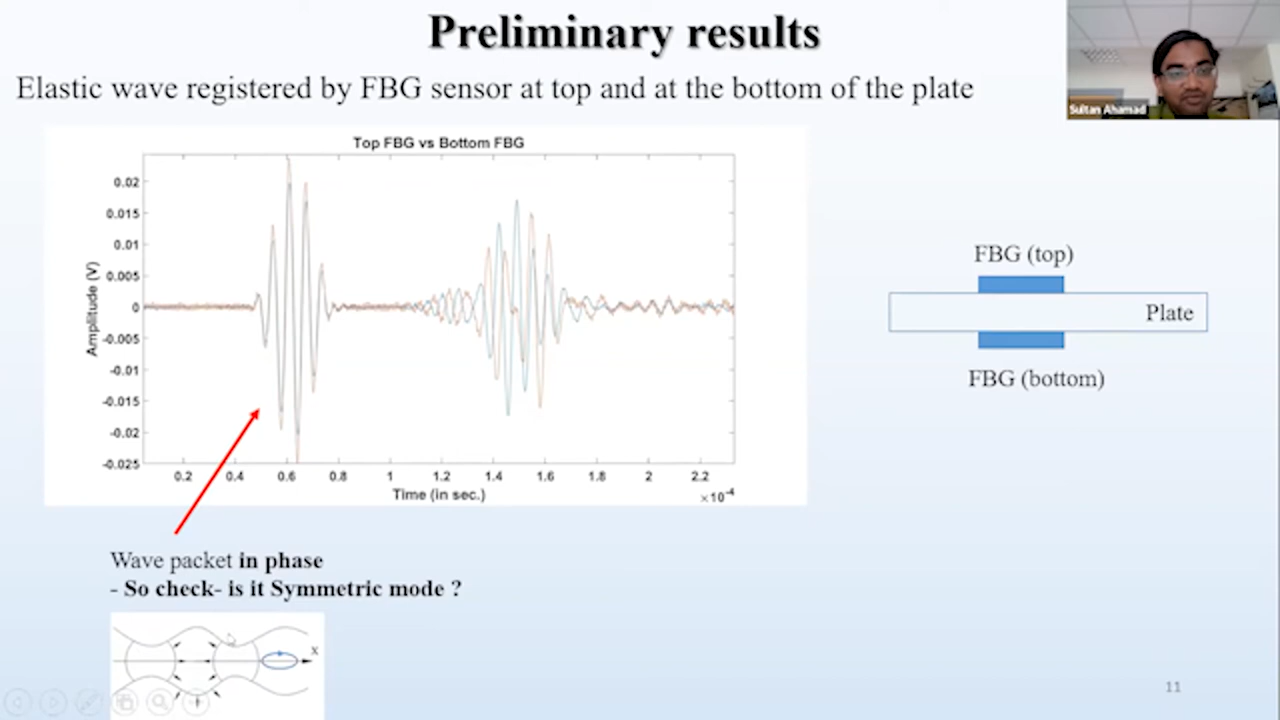 Preliminary results
Elastic wave registered by FBG sensor at top and at the bottom of the plate
Sultan Ahamad
Top FBG vs Bottom FBG
0.02
0.015
0.01
0.005
0
-0.005
-0.01
-0.015
-0.02
-0.025
Amplitude (V)
0.2 0.4 0.6 0.8 1 1.2 1.4 1.6 1.8 2 2.2
Time (in sec.)
×10-4
FBG (top)
Plate
FBG (bottom)
Wave packet in phase
- So check- is it Symmetric mode ?
x
11